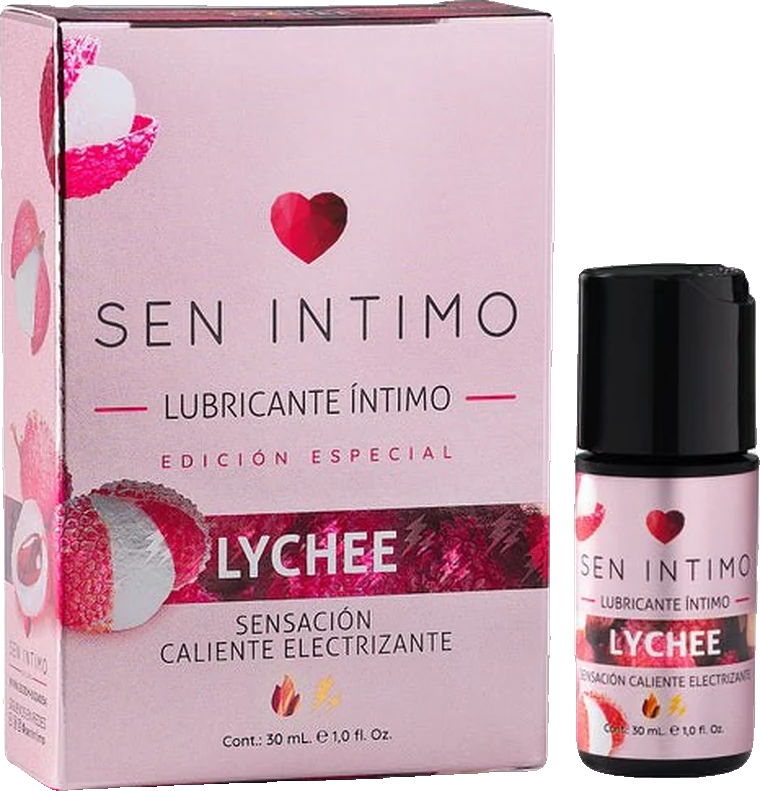 SEN INTIMO
LUBRICANTE ÍNTIMO
EDICIÓN ESPECIAL
LYCHEE
SENSACIÓN
CALIENTE ELECTRIZANTE
Cont.: 30 mL. ℮ 1,0 fl. Oz.
SEN INTIMO
SEN INTIMO
LUBRICANTE ÍNTIMO
LYCHEE
SENSACIÓN CALIENTE ELECTRIZANTE
Cont.: 30 mL. ℮ 1,0 fl. Oz.